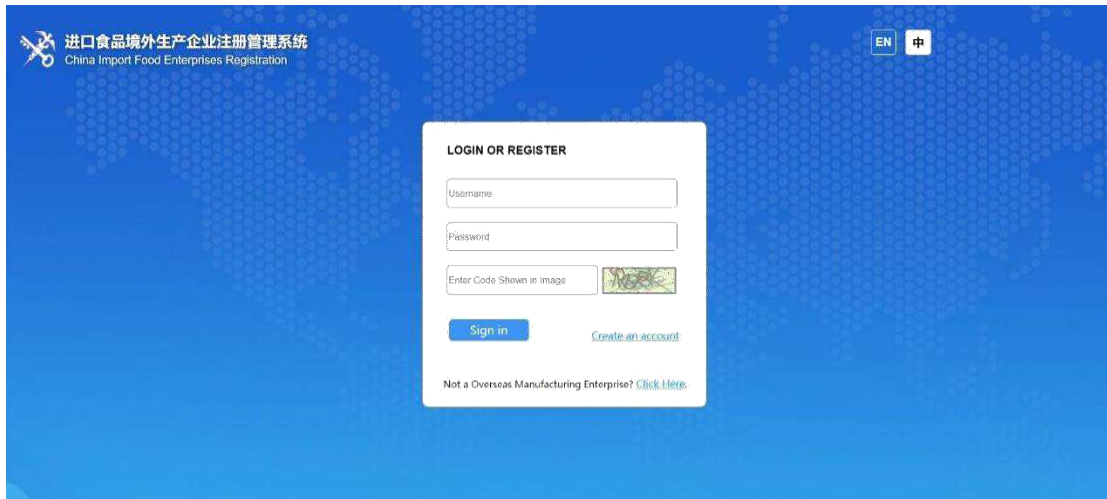 进口食品境外生产企业注册管理系统
China Import Food Enterprises Registration
EN 中
LOGIN OR REGISTER
Username
Password
Enter Code Shown in Image
Sign in
Create an account
Not a Overseas Manufacturing Enterprise? Click Here.